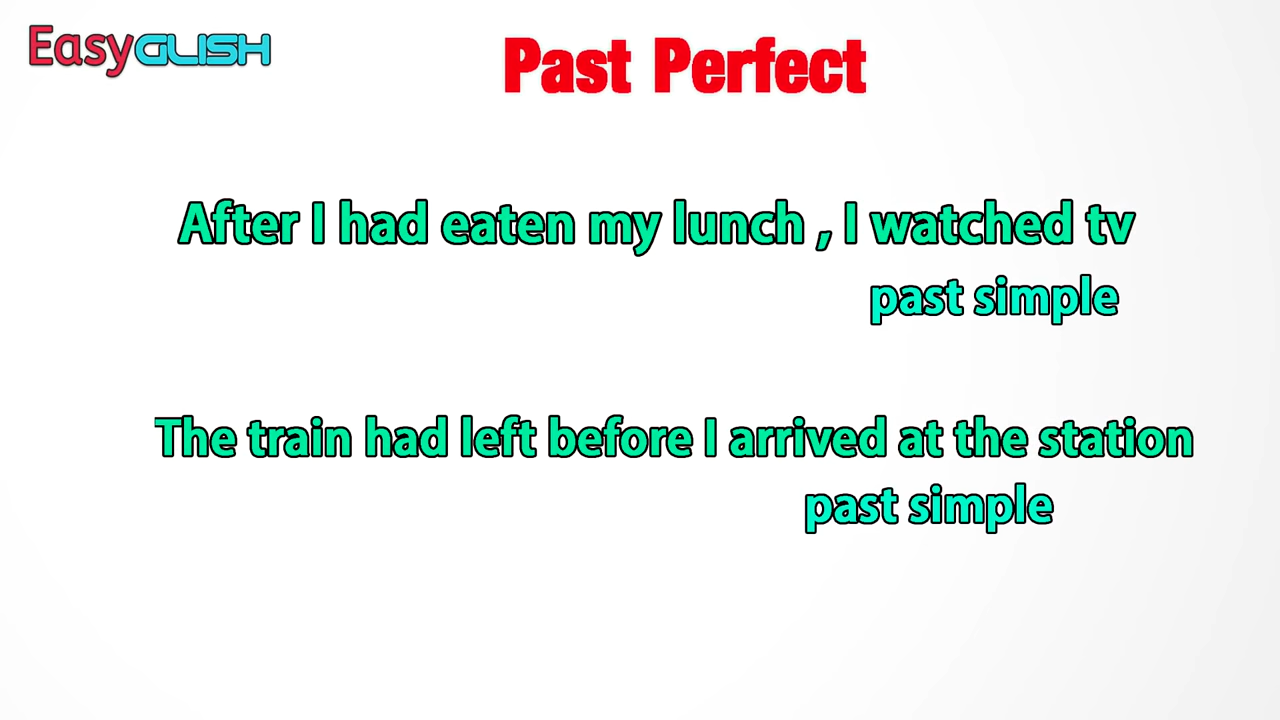 EasyGLISH
Past Perfect
After I had eaten my lunch , I watched tv
past simple
The train had left before I arrived at the station
past simple